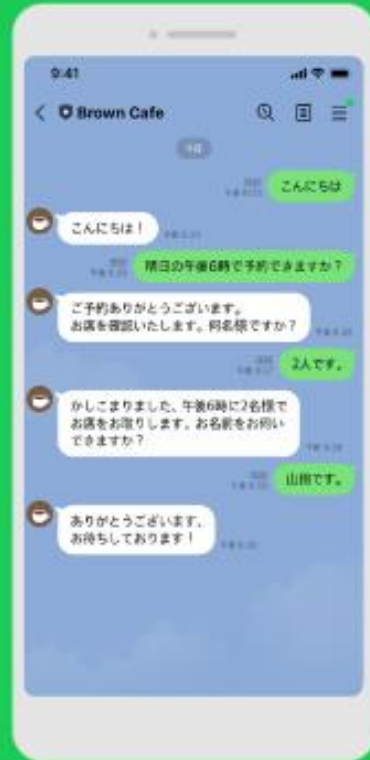 9:41
Brown Cafe
こんにちは
こんにちは！
明日の午後6時で予約できますか？
ご予約ありがとうございます。
お席を確認いたします。何名様ですか？
2人です。
かしこまりました、午後6時に2名様で
お席をお取りします。お名前をお伺い
できますか？
ありがとうございます、
お待ちしております！